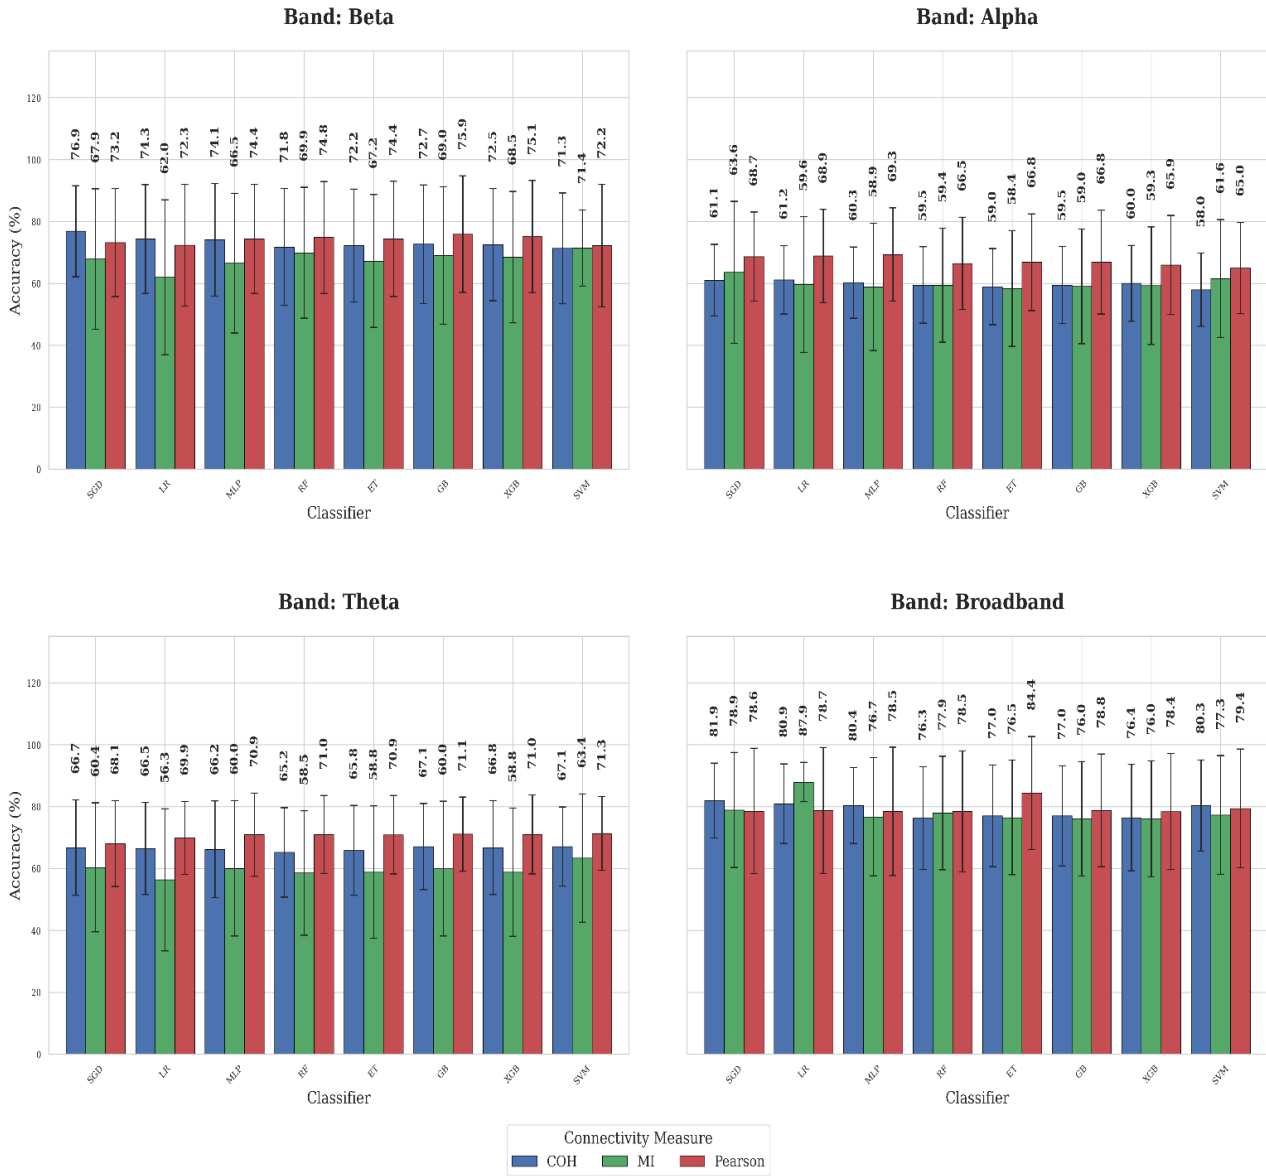 Band: Beta
Accuracy (%)
120
100
80
60
40
20
0
76.9 67.9 73.2 74.3 62.0 72.3 74.1 66.5 74.4 71.8 69.9 74.8 72.2 67.2 74.4 72.7 69.0 75.9 72.5 68.5 75.1 71.3 71.4 72.2
SGD LR MLP RF ET GB XGB SVM
Classifier
Band: Alpha
61.1 63.6 68.7 61.2 59.6 68.9 60.3 58.9 69.3 59.5 59.4 66.5 59.0 58.4 66.8 59.5 59.0 66.8 60.0 59.3 65.9 58.0 61.6 65.0
SGD LR MLP RF ET GB XGB SVM
Classifier
Band: Theta
Accuracy (%)
120
100
80
60
40
20
0
66.7 60.4 68.1 66.5 56.3 69.9 66.2 60.0 70.9 65.2 58.5 71.0 65.8 58.8 70.9 67.1 60.0 71.1 66.8 58.8 71.0 67.1 63.4 71.3
SGD LR MLP RF ET GB XGB SVM
Classifier
Band: Broadband
81.9 78.9 78.6 80.9 87.9 78.7 80.4 76.7 78.5 76.3 77.9 78.5 77.0 76.5 84.4 77.0 76.0 78.8 76.4 76.0 78.4 80.3 77.3 79.4
SGD LR MLP RF ET GB XGB SVM
Classifier
Connectivity Measure
COH MI Pearson